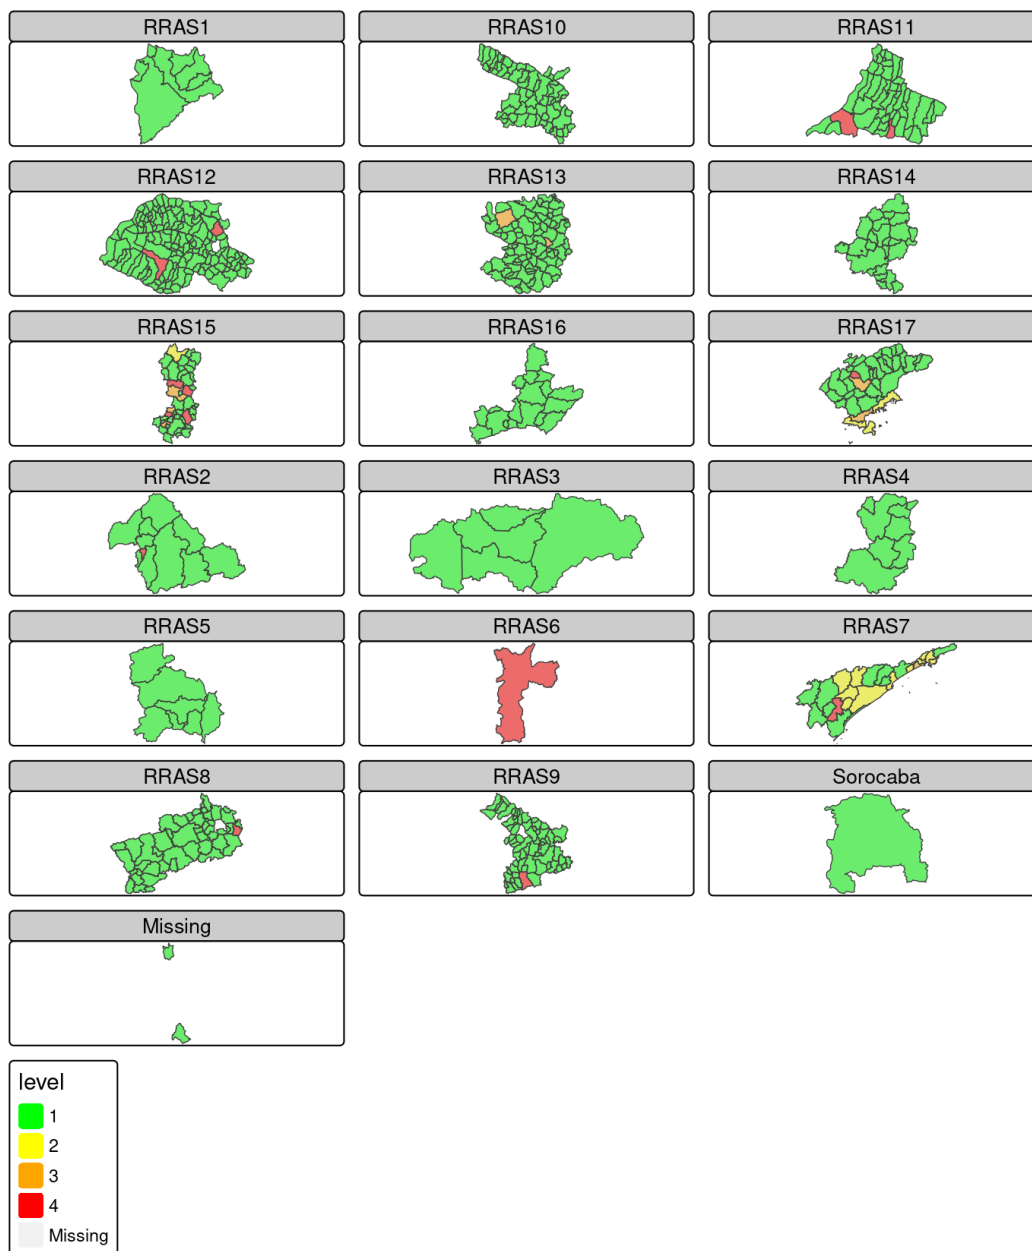 RRAS1
RRAS10
RRAS11
RRAS12
RRAS13
RRAS14
RRAS15
RRAS16
RRAS17
RRAS2
RRAS3
RRAS4
RRAS5
RRAS6
RRAS7
RRAS8
RRAS9
Sorocaba
Missing
level
1
2
3
4
Missing